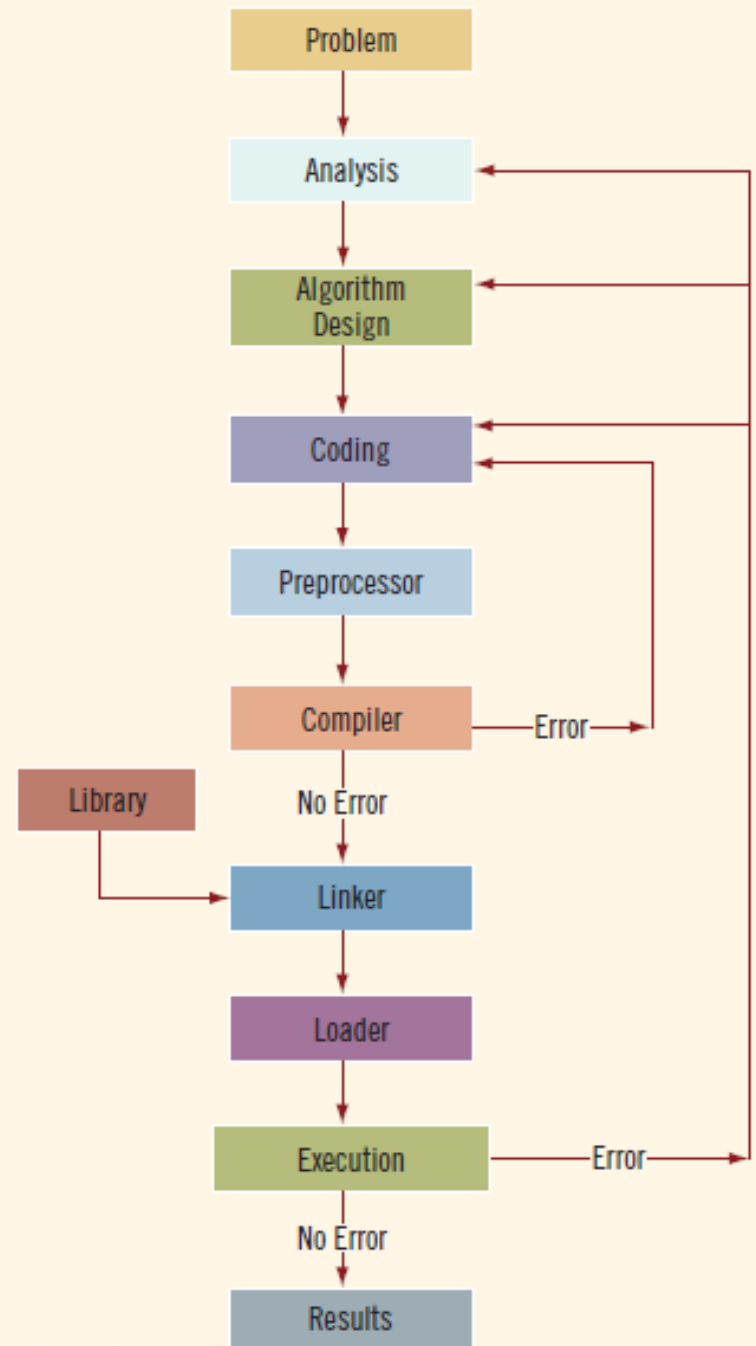 Problem
Analysis
Algorithm
Design
Coding
Preprocessor
Compiler
Error
Library
No Error
Linker
Loader
Execution
Error
No Error
Results